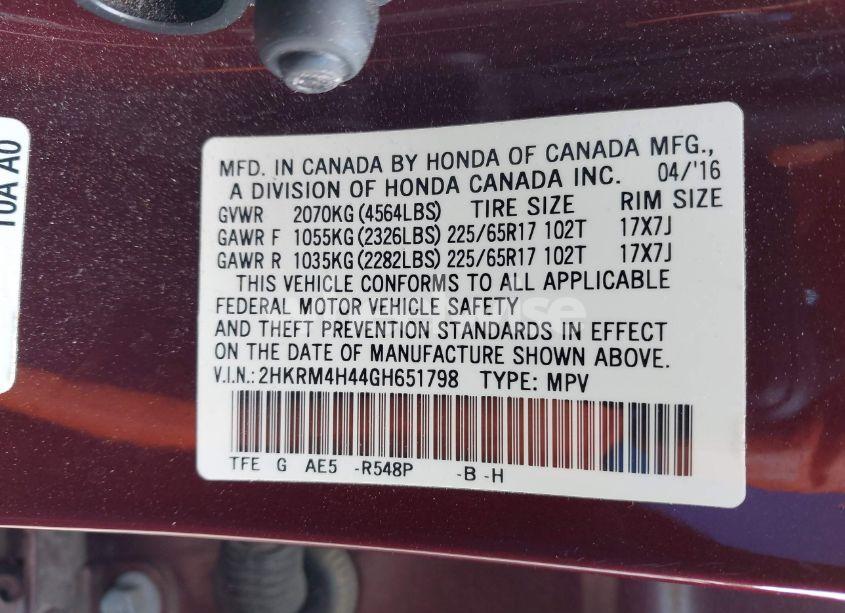 10A A0
MFD. IN CANADA BY HONDA OF CANADA MFG.,
A DIVISION OF HONDA CANADA INC. 04/'16
GVWR 2070KG (4564LBS) TIRE SIZE RIM SIZE
GAWR F 1055KG (2326LBS) 225/65R17 102T 17X7J
GAWR R 1035KG (2282LBS) 225/65R17 102T 17X7J
THIS VEHICLE CONFORMS TO ALL APPLICABLE
FEDERAL MOTOR VEHICLE SAFETY
AND THEFT PREVENTION STANDARDS IN EFFECT
ON THE DATE OF MANUFACTURE SHOWN ABOVE.
V.I.N.: 2HKRM4H44GH651798 TYPE: MPV
TFE G AE5 -R548P -B -H